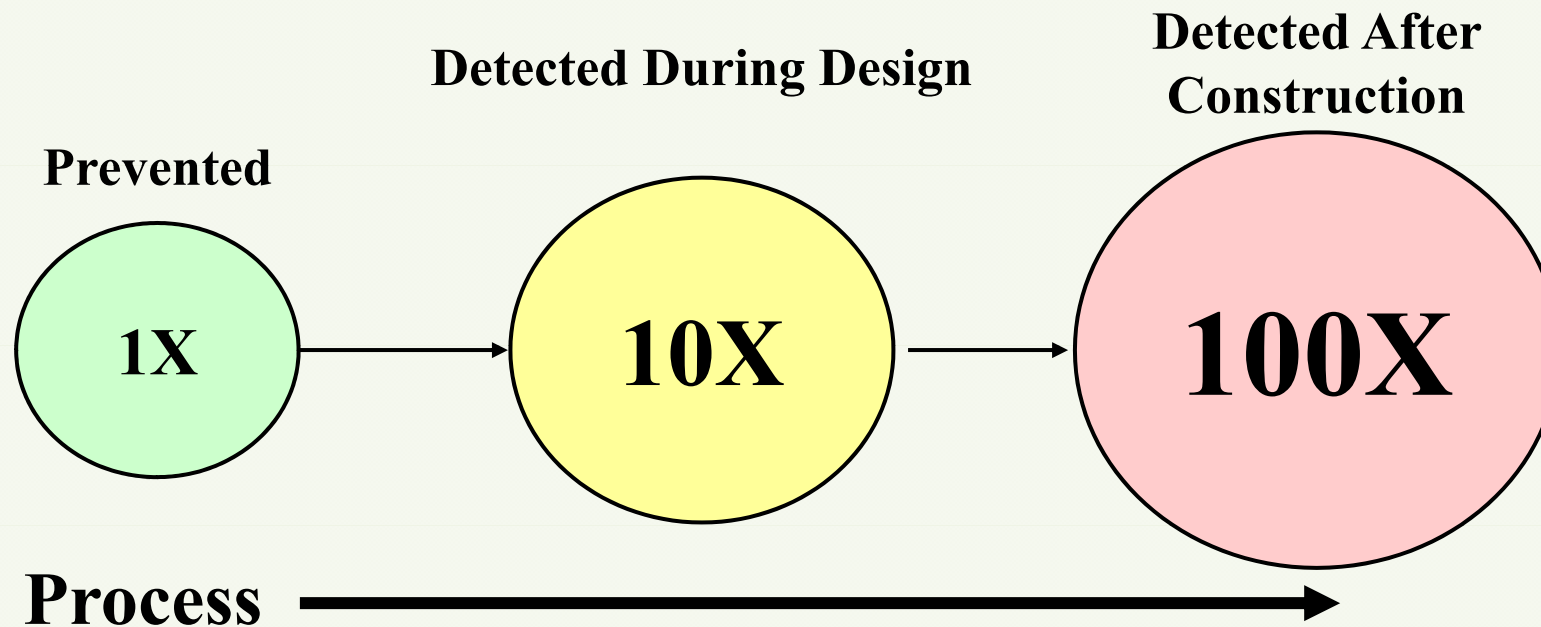 Prevented
1X
Detected During Design
10X
Detected After
Construction
100X
Process